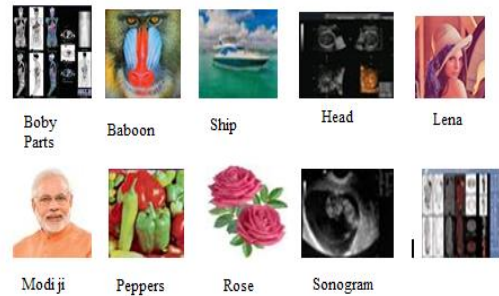 Boby
Parts
Baboon
Ship
Head
Lena
Modi ji
Peppers
Rose
Sonogram